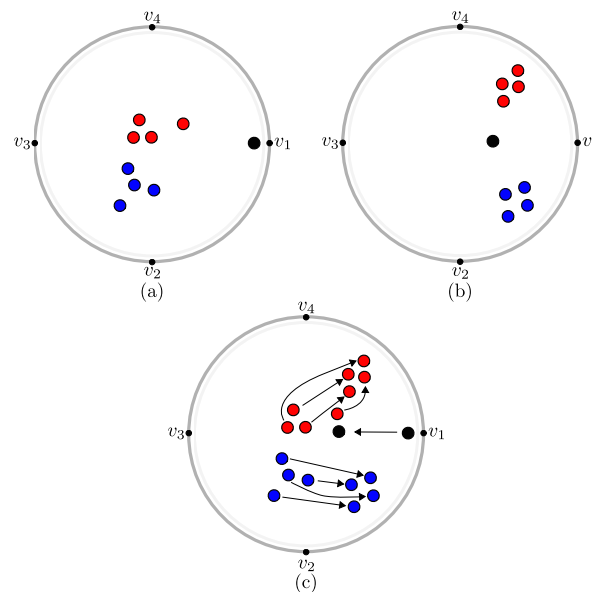 v₄ v₄
v₃ v₁ v₃ v
v₂ v₂
(a) (b)
v₄
v₃ v₁
v₂
(c)